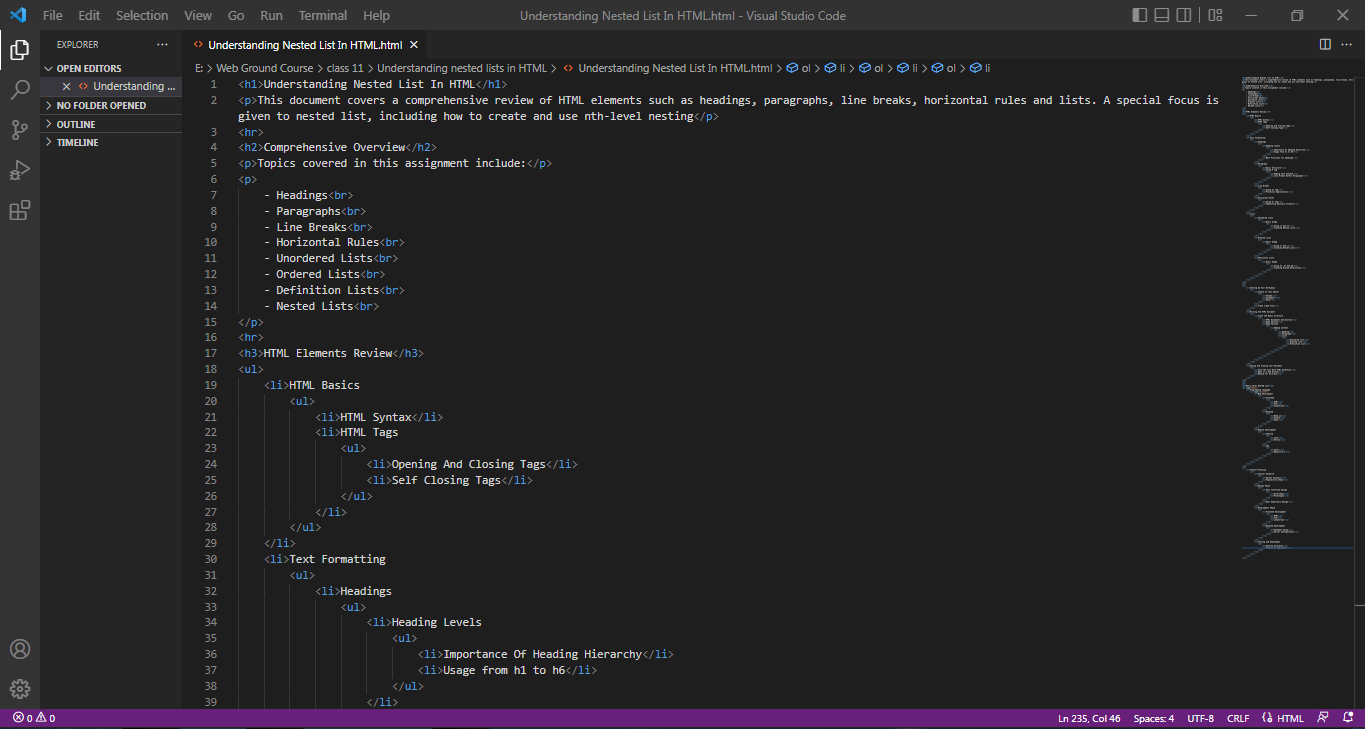 File Edit Selection View Go Run Terminal Help Understanding Nested List In HTML.html - Visual Studio Code
EXPLORER ··· <> Understanding Nested List In HTML.html ×
OPEN EDITORS
× <> Understanding ...
NO FOLDER OPENED
OUTLINE
TIMELINE
E: > Web Ground Course > class 11 > Understanding nested lists in HTML > <> Understanding Nested List In HTML.html > ol > li > ol > li > ol > li
1 <h1>Understanding Nested List In HTML</h1>
2 <p>This document covers a comprehensive review of HTML elements such as headings, paragraphs, line breaks, horizontal rules and lists. A special focus is
given to nested list, including how to create and use nth-level nesting</p>
3 <hr>
4 <h2>Comprehensive Overview</h2>
5 <p>Topics covered in this assignment include:</p>
6 <p>
7 - Headings<br>
8 - Paragraphs<br>
9 - Line Breaks<br>
10 - Horizontal Rules<br>
11 - Unordered Lists<br>
12 - Ordered Lists<br>
13 - Definition Lists<br>
14 - Nested Lists<br>
15 </p>
16 <hr>
17 <h3>HTML Elements Review</h3>
18 <ul>
19 <li>HTML Basics
20 <ul>
21 <li>HTML Syntax</li>
22 <li>HTML Tags
23 <ul>
24 <li>Opening And Closing Tags</li>
25 <li>Self Closing Tags</li>
26 </ul>
27 </li>
28 </ul>
29 </li>
30 <li>Text Formatting
31 <ul>
32 <li>Headings
33 <ul>
34 <li>Heading Levels
35 <ul>
36 <li>Importance Of Heading Hierarchy</li>
37 <li>Usage from h1 to h6</li>
38 </ul>
39 </li>
0 0 Ln 235, Col 46 Spaces: 4 UTF-8 CRLF HTML